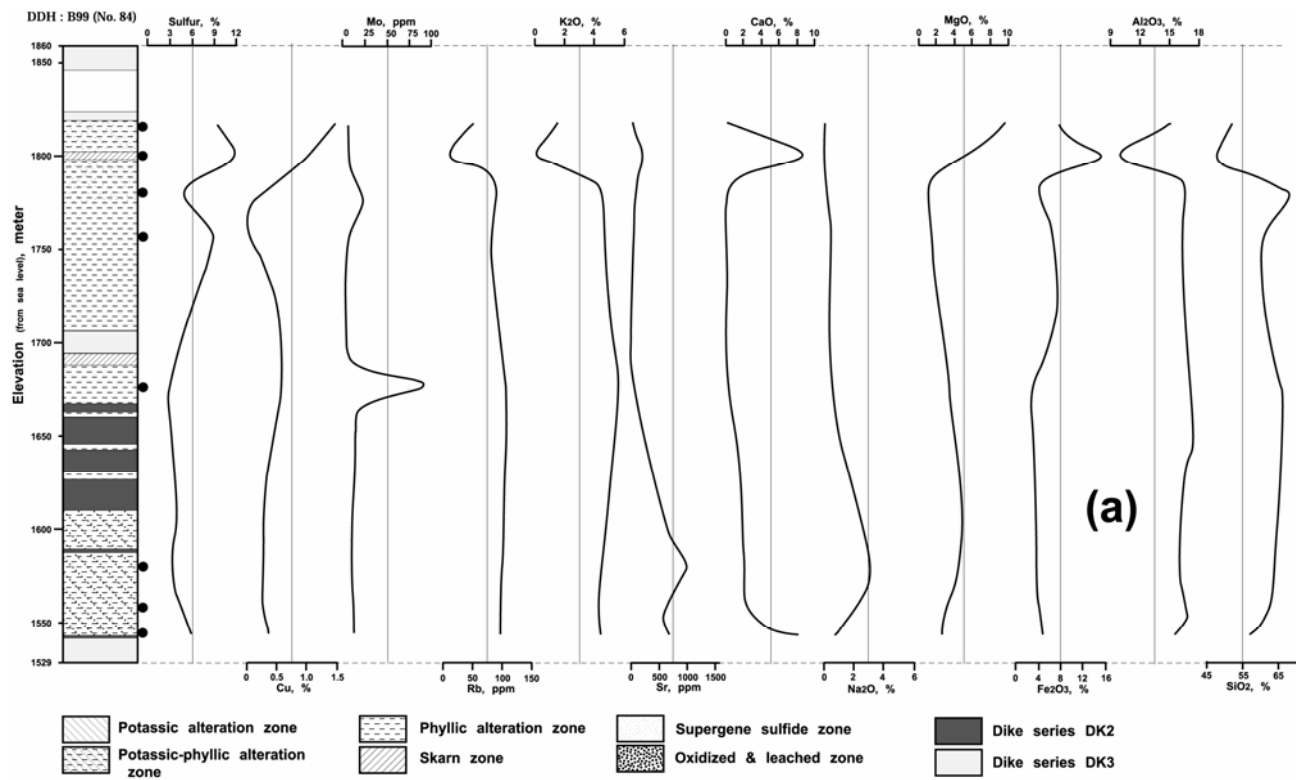 DDH : B99 (No. 84)
Sulfur, %
0 3 6 9 12
Mo, ppm
0 25 50 75 100
K2O, %
0 2 4 6
CaO, %
0 2 4 6 8 10
MgO, %
0 2 4 6 10
Al2O3, %
9 12 15 18
Elevation (from sea level), meter
1860
1850
1800
1750
1700
1650
1600
1550
1529
(a)
0 0.5 1.0 1.5
Cu, %
0 50 100 150
Rb, ppm
0 500 1000 1500
Sr, ppm
0 2 4 6
Na2O, %
0 4 8 12 16
Fe2O3, %
45 55 65
SiO2, %
Potassic alteration zone
Potassic-phyllic alteration
zone
Phyllic alteration zone
Skarn zone
Supergene sulfide zone
Oxidized & leached zone
Dike series DK2
Dike series DK3